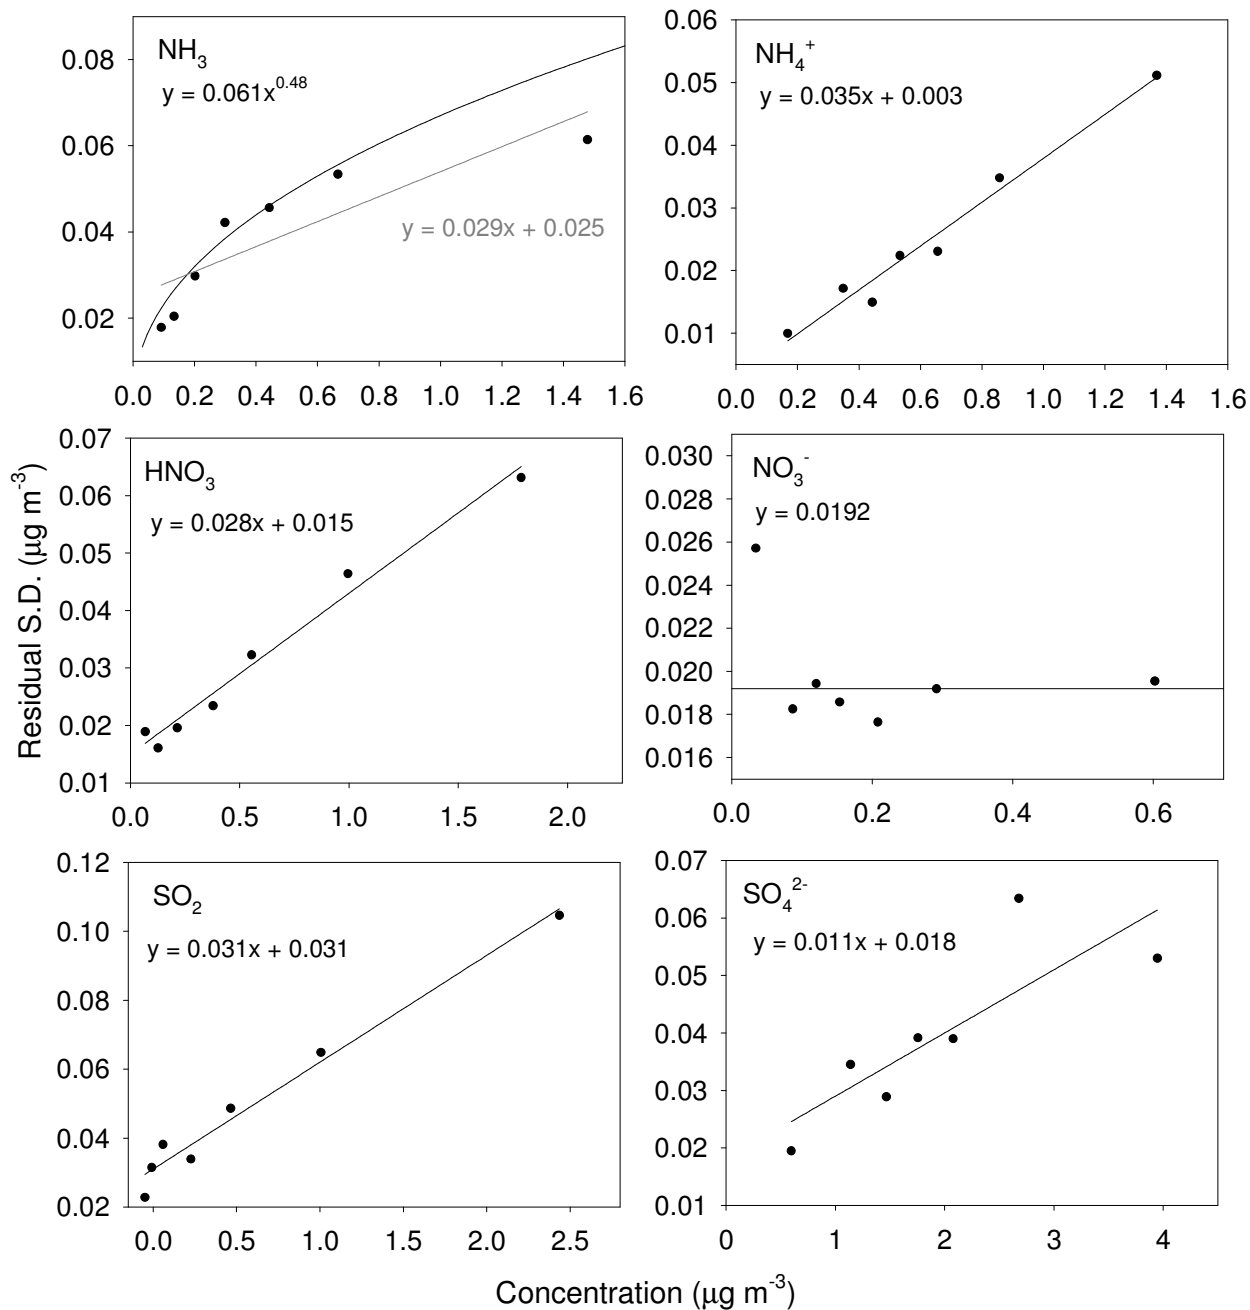 NH₃
y = 0.061x^0.48
y = 0.029x + 0.025
0.08
0.06
0.04
0.02
0.0 0.2 0.4 0.6 0.8 1.0 1.2 1.4 1.6
NH₄⁺
y = 0.035x + 0.003
0.06
0.05
0.04
0.03
0.02
0.01
0.0 0.2 0.4 0.6 0.8 1.0 1.2 1.4 1.6
Residual S.D. (μg m⁻³)
HNO₃
y = 0.028x + 0.015
0.07
0.06
0.05
0.04
0.03
0.02
0.01
0.0 0.5 1.0 1.5 2.0
NO₃⁻
y = 0.0192
0.030
0.028
0.026
0.024
0.022
0.020
0.018
0.016
0.0 0.2 0.4 0.6
SO₂
y = 0.031x + 0.031
0.12
0.10
0.08
0.06
0.04
0.02
0.0 0.5 1.0 1.5 2.0 2.5
SO₄²⁻
y = 0.011x + 0.018
0.07
0.06
0.05
0.04
0.03
0.02
0.01
0 1 2 3 4
Concentration (μg m⁻³)